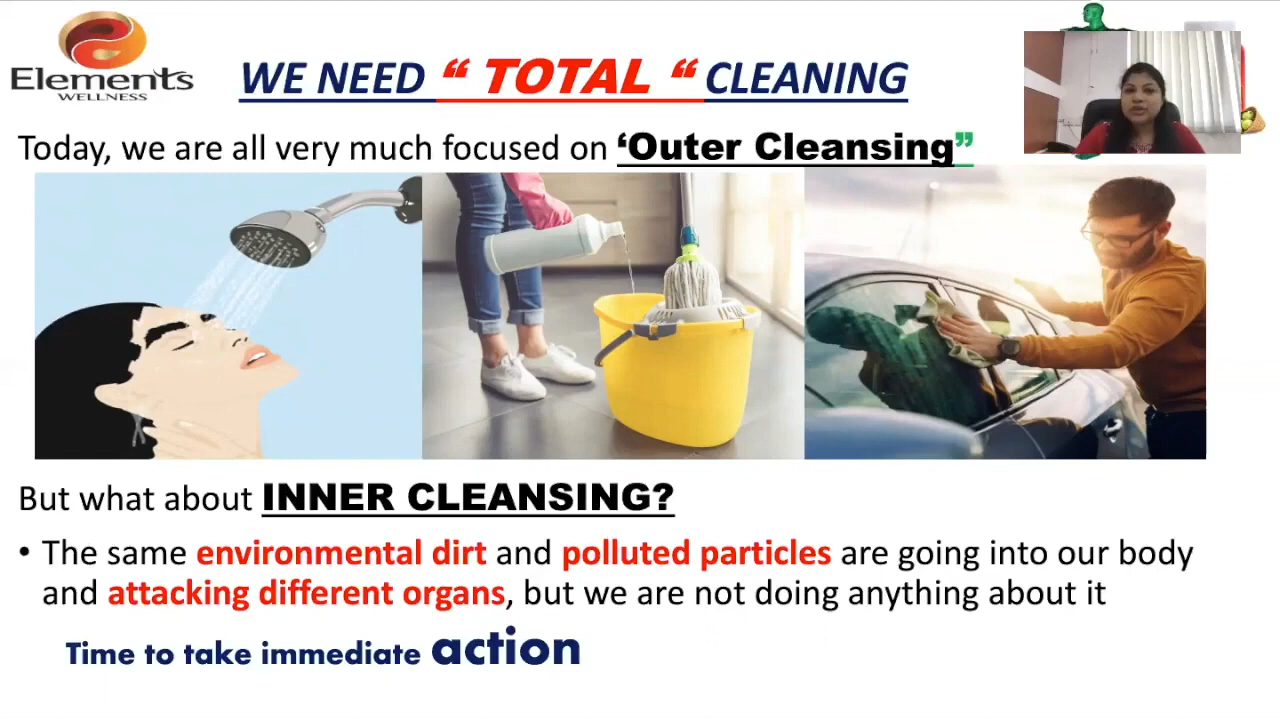 Elements
WELLNESS
WE NEED “ TOTAL “ CLEANING
Today, we are all very much focused on ‘Outer Cleansing”
But what about INNER CLEANSING?
• The same environmental dirt and polluted particles are going into our body
and attacking different organs, but we are not doing anything about it
Time to take immediate action